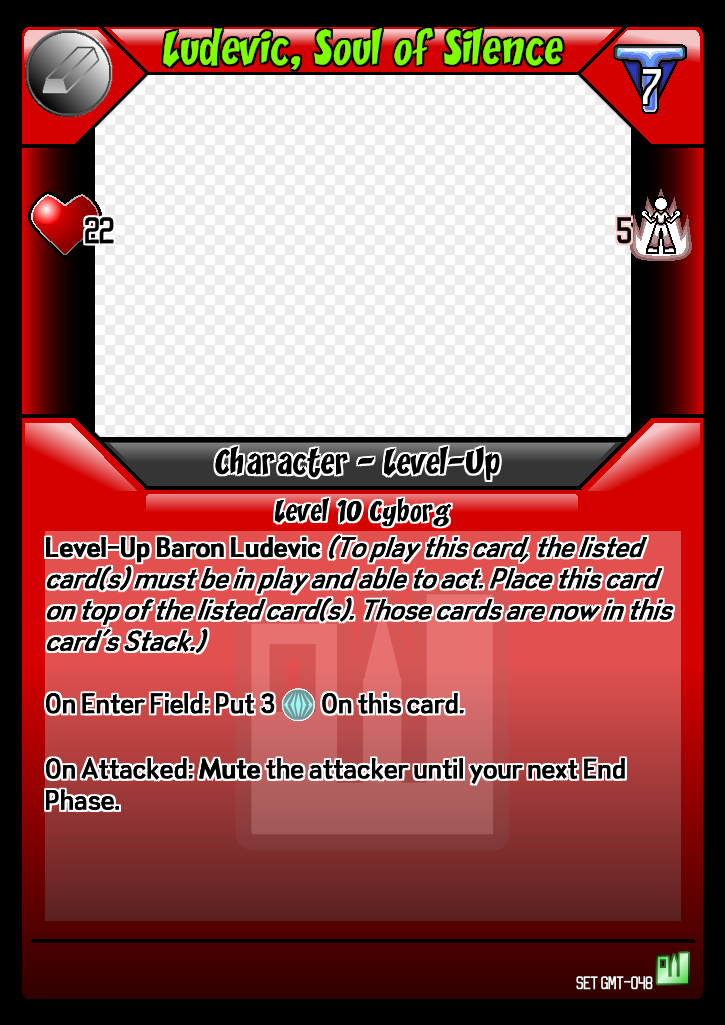 Ludevic, Soul of Silence
7
22
5
Character - Level-Up
Level 10 Cyborg
Level-Up Baron Ludevic (To play this card, the listed
card(s) must be in play and able to act. Place this card
on top of the listed card(s). Those cards are now in this
card's Stack.)
On Enter Field: Put 3 On this card.
On Attacked: Mute the attacker until your next End
Phase.
SET GMT-048